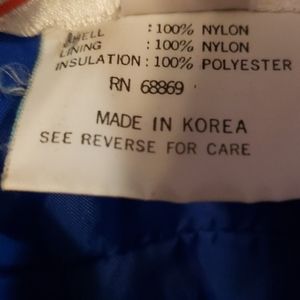 SHELL : 100% NYLON
LINING : 100% NYLON
INSULATION : 100% POLYESTER
RN 68869
MADE IN KOREA
SEE REVERSE FOR CARE